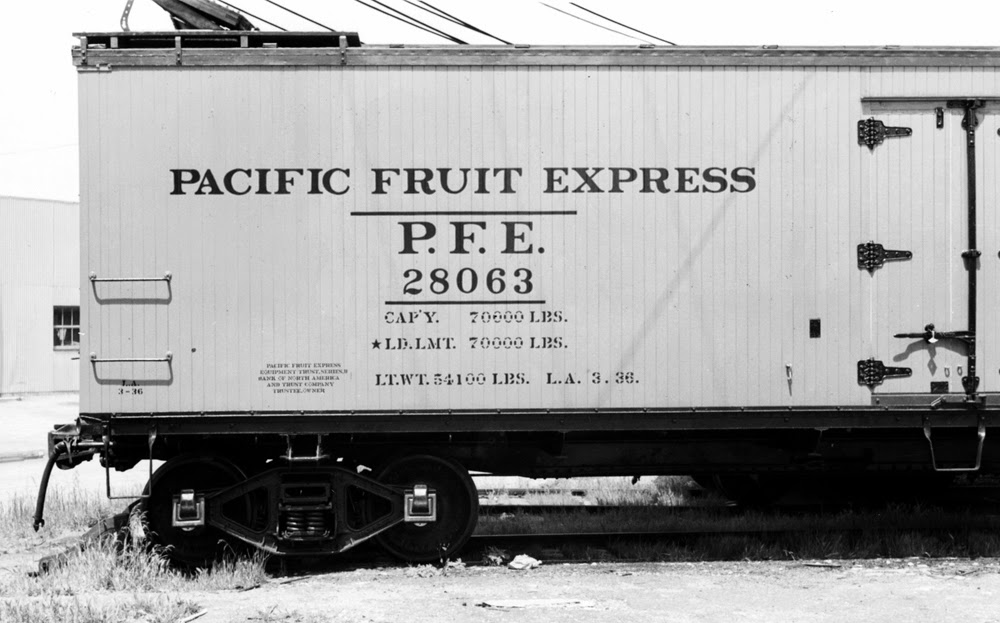 PACIFIC FRUIT EXPRESS
P. F. E.
28063
CAP'Y. 70000 LBS.
★LD.LMT. 70000 LBS.
LT.WT. 54100 LBS. L.A. 3. 36.
PACIFIC FRUIT EXPRESS
EQUIPMENT TRUST, SERIES
BANK OF NORTH AMERICA
AND TRUST COMPANY
TRUSTEE, OWNER
L.A.
3-36